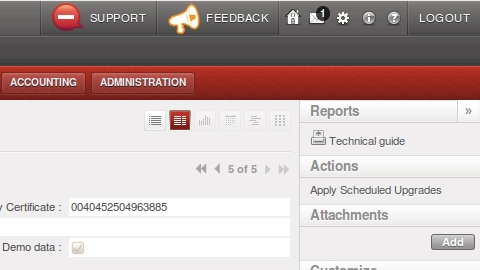 SUPPORT FEEDBACK 1 LOGOUT
ACCOUNTING ADMINISTRATION
Reports »
Technical guide
5 of 5
Actions
Apply Scheduled Upgrades
y Certificate : 0040452504963885
Attachments
Demo data :
Add
Customize